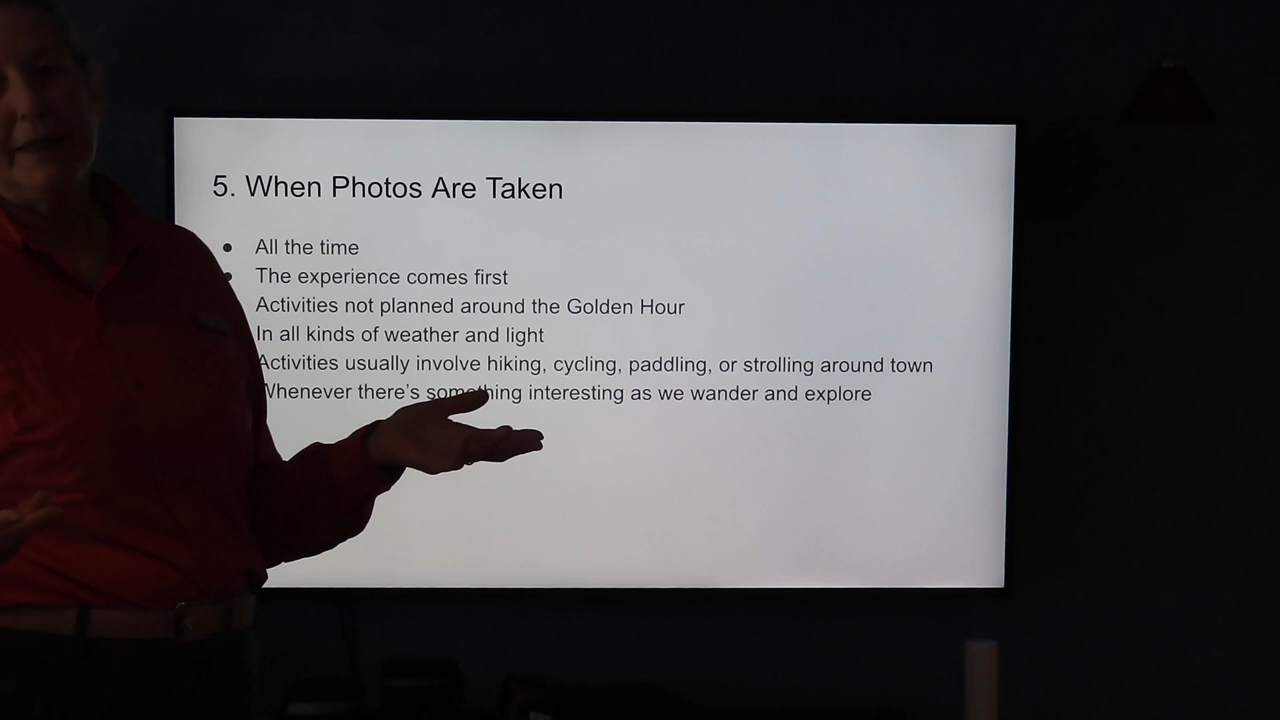 5. When Photos Are Taken
● All the time
● The experience comes first
Activities not planned around the Golden Hour
In all kinds of weather and light
Activities usually involve hiking, cycling, paddling, or strolling around town
Whenever there's something interesting as we wander and explore